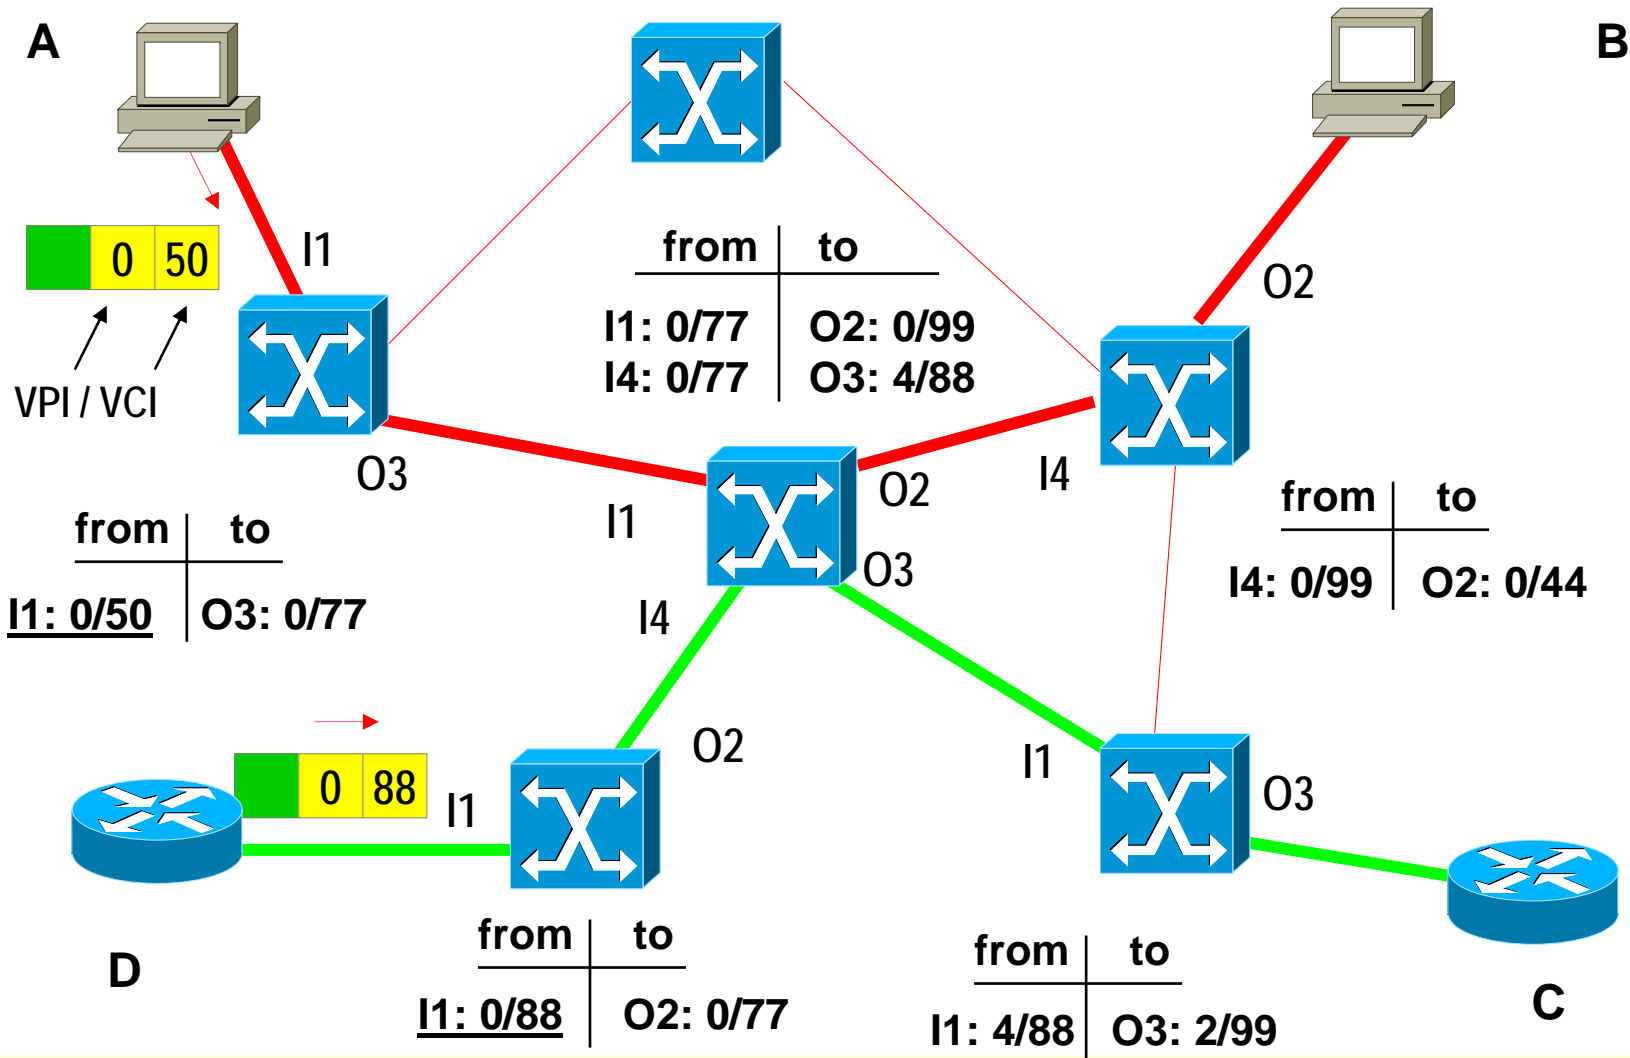 A
B
0 50
I1
VPI / VCI
from to
I1: 0/77 O2: 0/99
I4: 0/77 O3: 4/88
O2
O3
I1
O2
I4
O3
I4
from to
I1: 0/50 O3: 0/77
from to
I4: 0/99 O2: 0/44
0 88
I1
O2
I1
O3
D
from to
I1: 0/88 O2: 0/77
from to
I1: 4/88 O3: 2/99
C